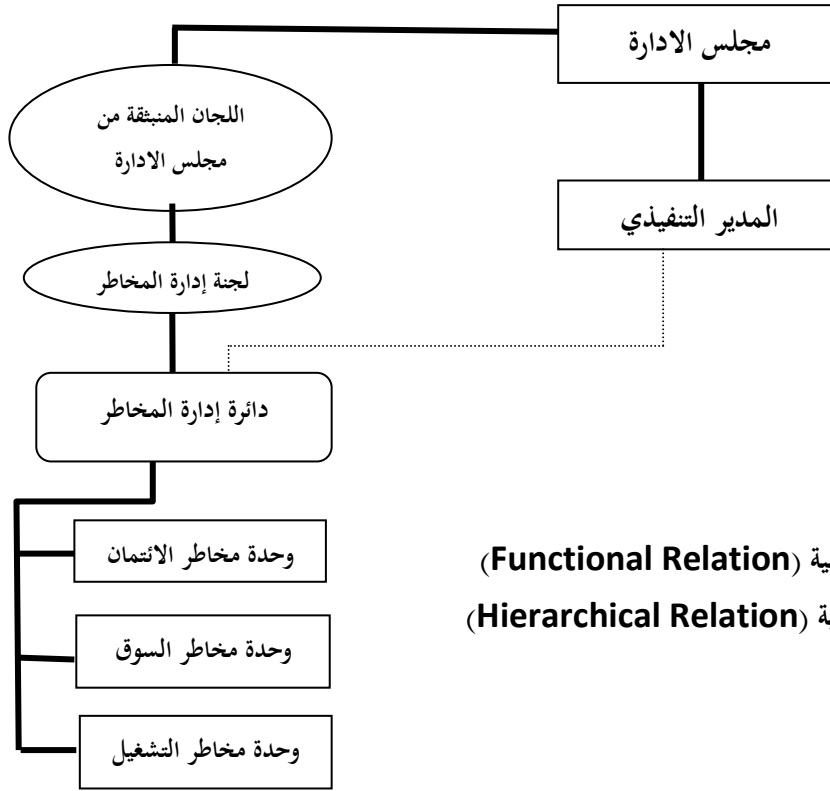 مجلس الادارة
اللجان المنبثقة من
مجلس الادارة
المدير التنفيذي
لجنة إدارة المخاطر
دائرة إدارة المخاطر
وحدة مخاطر الائتمان
وحدة مخاطر السوق
وحدة مخاطر التشغيل
(Functional Relation)
(Hierarchical Relation)